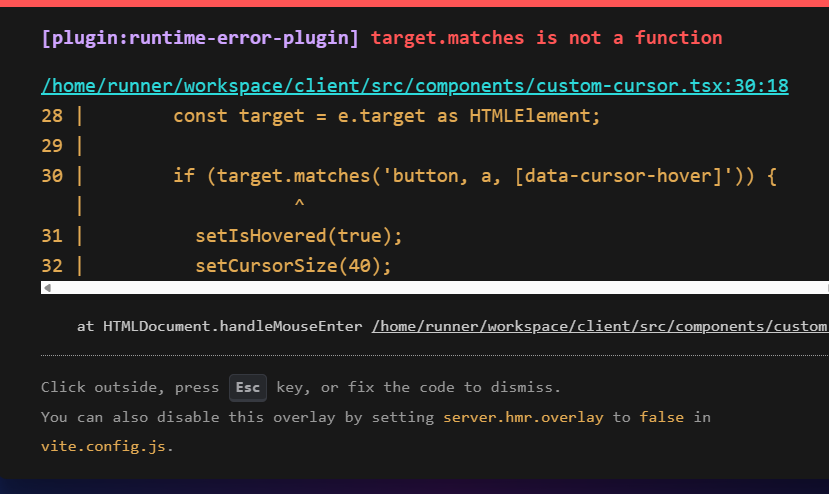 [plugin:runtime-error-plugin] target.matches is not a function
/home/runner/workspace/client/src/components/custom-cursor.tsx:30:18
28 |        const target = e.target as HTMLElement;
29 |
30 |        if (target.matches('button, a, [data-cursor-hover]')) {
   |                   ^
31 |          setIsHovered(true);
32 |          setCursorSize(40);
at HTMLDocument.handleMouseEnter /home/runner/workspace/client/src/components/custom
Click outside, press Esc key, or fix the code to dismiss.
You can also disable this overlay by setting server.hmr.overlay to false in
vite.config.js.